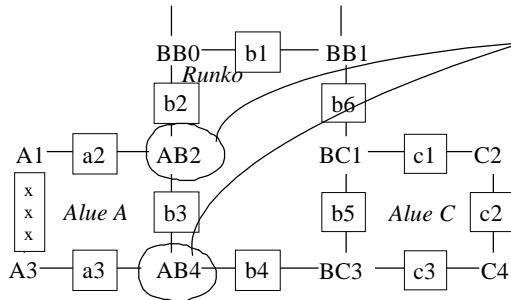 BB0 b1 BB1
Runko
b2 b6
A1 a2 AB2 BC1 c1 C2
x
x
x
Alue A b3 b5 Alue C c2
A3 a3 AB4 b4 BC3 c3 C4